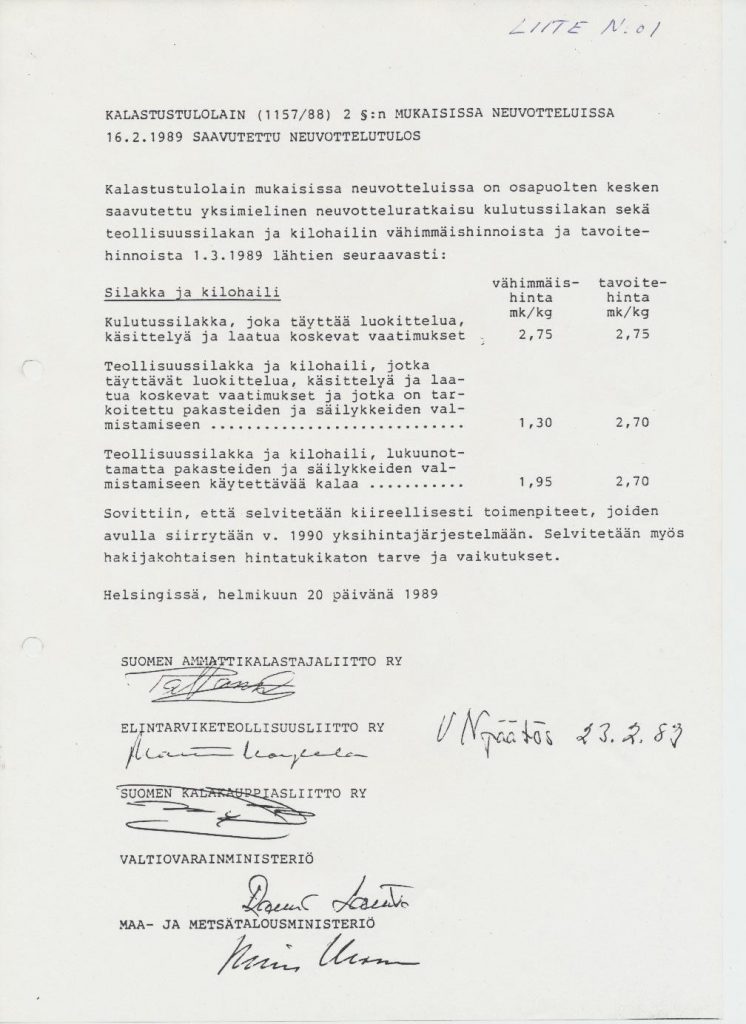 LIITE N:o 1
KALASTUSTULOLAIN (1157/88) 2 §:n MUKAISISSA NEUVOTTELUISSA
16.2.1989 SAAVUTETTU NEUVOTTELUTULOS
Kalastustulolain mukaisissa neuvotteluissa on osapuolten kesken
saavutettu yksimielinen neuvotteluratkaisu kulutussilakan sekä
teollisuussilakan ja kilohailin vähimmäishinnoista ja tavoite-
hinnoista 1.3.1989 lähtien seuraavasti:
Silakka ja kilohaili
vähimmäis- tavoite-
hinta hinta
mk/kg mk/kg
Kulutussilakka, joka täyttää luokittelua,
käsittelyä ja laatua koskevat vaatimukset 2,75 2,75
Teollisuussilakka ja kilohaili, jotka
täyttävät luokittelua, käsittelyä ja laa-
tua koskevat vaatimukset ja jotka on tar-
koitettu pakasteiden ja säilykkeiden val-
mistamiseen ............................ 1,30 2,70
Teollisuussilakka ja kilohaili, lukuunot-
tamatta pakasteiden ja säilykkeiden val-
mistamiseen käytettävää kalaa ........... 1,95 2,70
Sovittiin, että selvitetään kiireellisesti toimenpiteet, joiden
avulla siirrytään v. 1990 yksihintajärjestelmään. Selvitetään myös
hakijakohtaisen hintatukikaton tarve ja vaikutukset.
Helsingissä, helmikuun 20 päivänä 1989
SUOMEN AMMATTIKALASTAJALIITTO RY
ELINTARVIKETEOLLISUUSLIITTO RY
VNpäätös 23.2.89
SUOMEN KALAKAUPPIASLIITTO RY
VALTIOVARAINMINISTERIÖ
MAA- JA METSÄTALOUSMINISTERIÖ